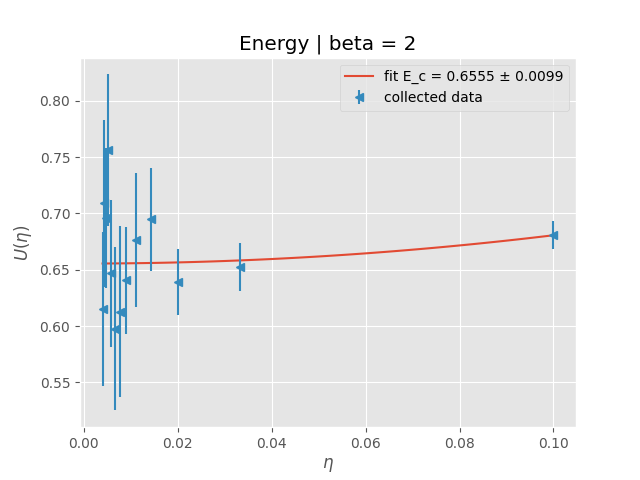 Energy | beta = 2
fit E_c = 0.6555 ± 0.0099
collected data
U(η)
0.80
0.75
0.70
0.65
0.60
0.55
0.00 0.02 0.04 0.06 0.08 0.10
η